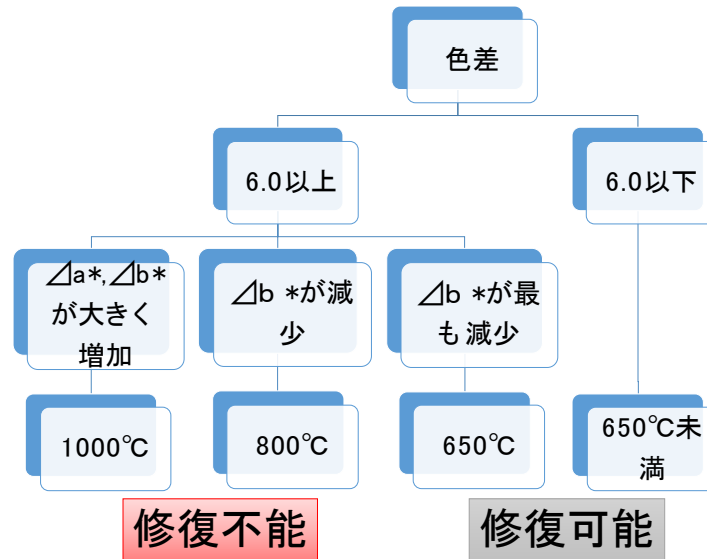 色差
6.0以上
6.0以下
⊿a*,⊿b*
が大きく
増加
⊿b *が減
少
⊿b *が最
も減少
1000℃
800℃
650℃
650℃未
満
修復不能
修復可能